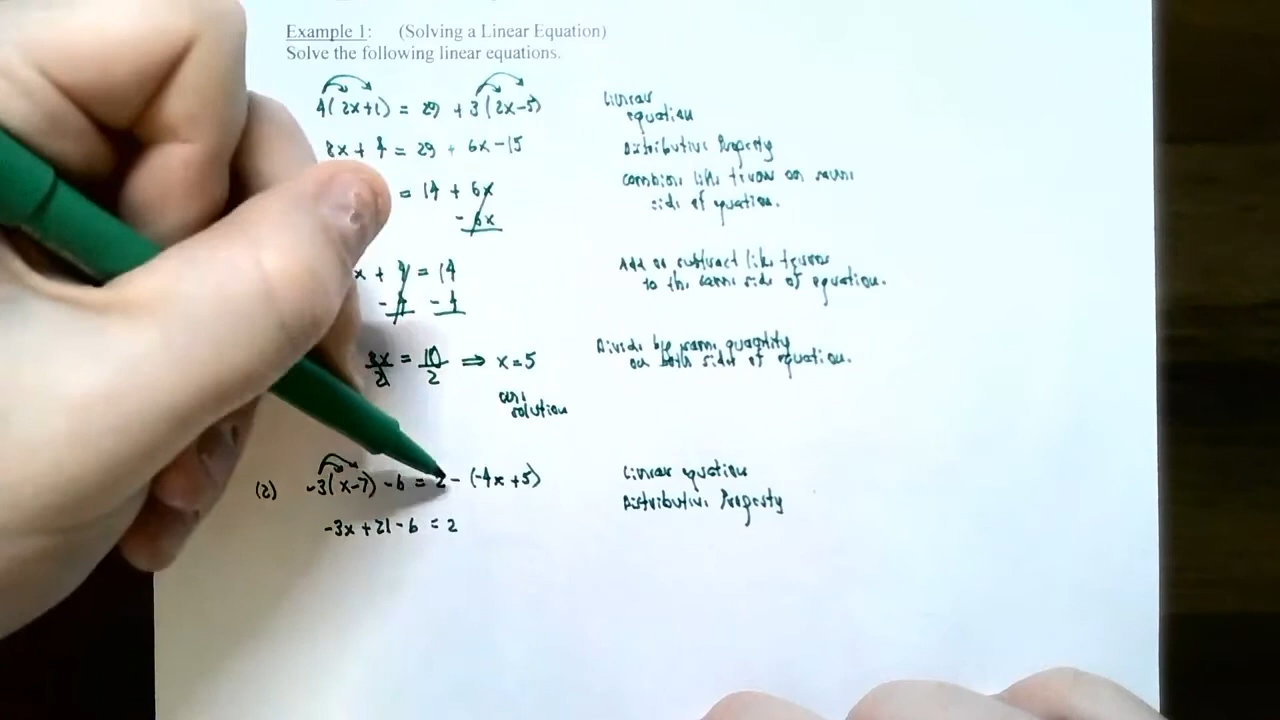 Example 1: (Solving a Linear Equation)
Solve the following linear equations.
4(2x+1) = 29 + 3(2x-5) Linear equation
8x + 4 = 29 + 6x - 15 Distributive Property
= 14 + 6x Combine like terms on same side of equation.
- 6x
x + 4 = 14 Add or subtract like terms to the same side of equation.
- 4 - 4
2x/2 = 10/2 ⇒ x = 5 Divide by same quantity on both sides of equation.
one solution
(2) -3(x-7) - 6 = 2 - (-4x+5) Linear equation
-3x + 21 - 6 = 2 Distributive Property